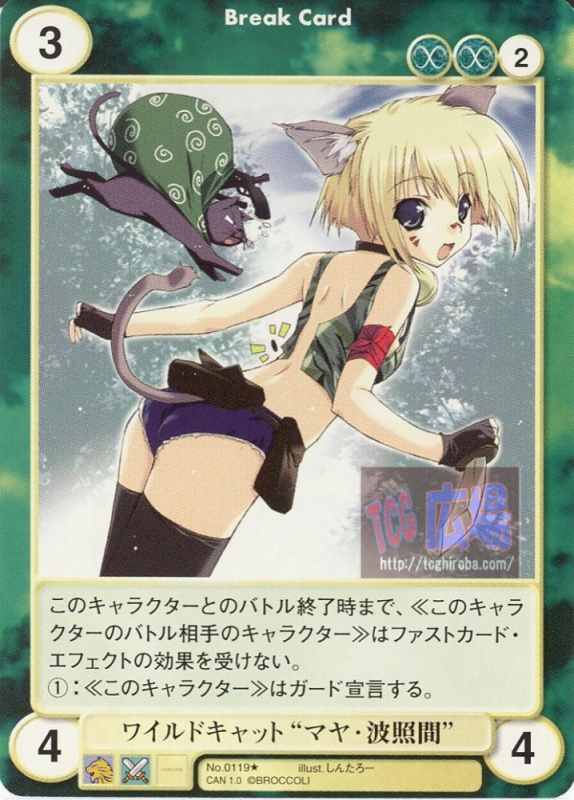 Break Card
3
2
TCG 広場
http://tcghiroba.com/
このキャラクターとのバトル終了時まで、≪このキャラ
クターのバトル相手のキャラクター≫はファストカード・
エフェクトの効果を受けない。
①:≪このキャラクター≫はガード宣言する。
4
ワイルドキャット“マヤ・波照間”
4
No.0119★ illust. しんたろー
CAN 1.0 ©BROCCOLI